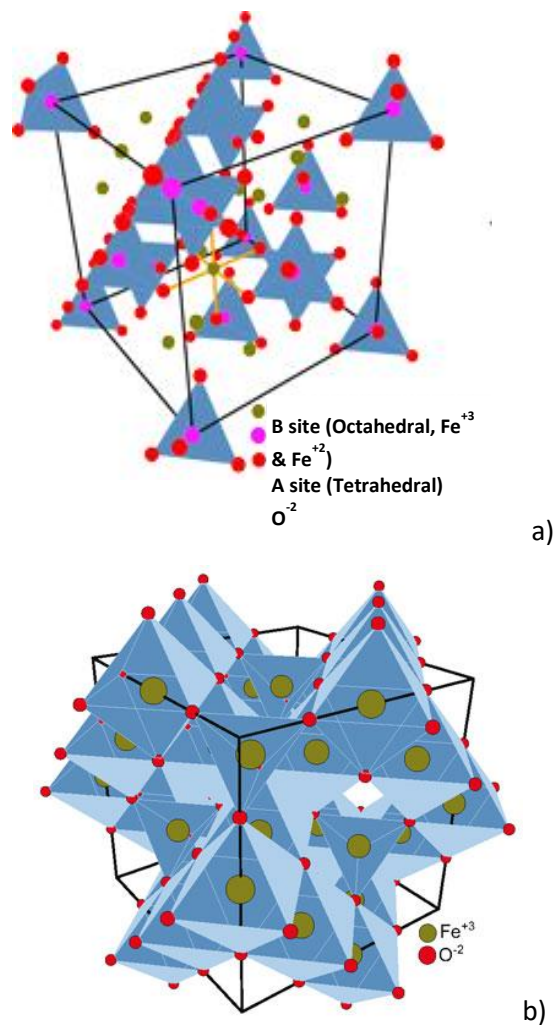 B site (Octahedral, Fe+3
& Fe+2)
A site (Tetrahedral)
O-2
a)
Fe+3
O-2
b)